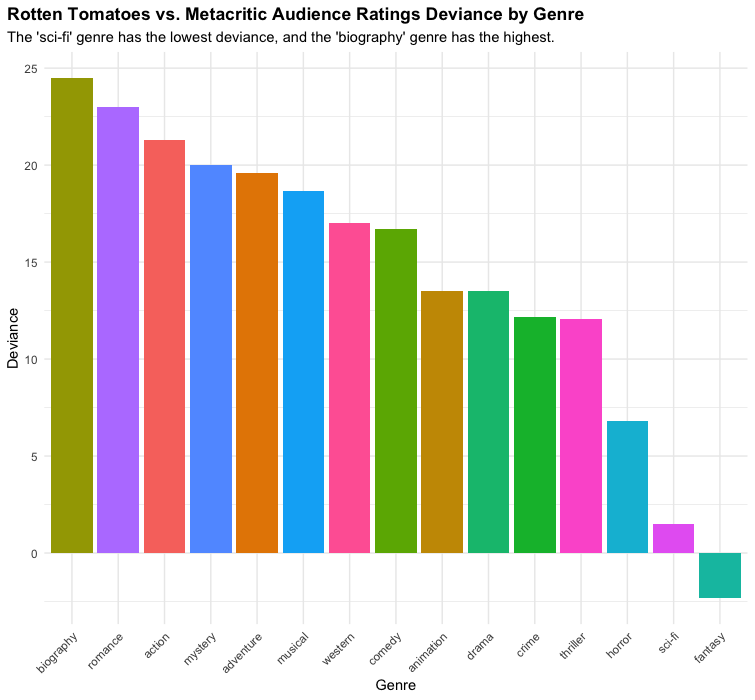 Rotten Tomatoes vs. Metacritic Audience Ratings Deviance by Genre
The 'sci-fi' genre has the lowest deviance, and the 'biography' genre has the highest.
25
20
15
10
5
0
Deviance
biography
romance
action
mystery
adventure
musical
western
comedy
animation
drama
crime
thriller
horror
sci-fi
fantasy
Genre